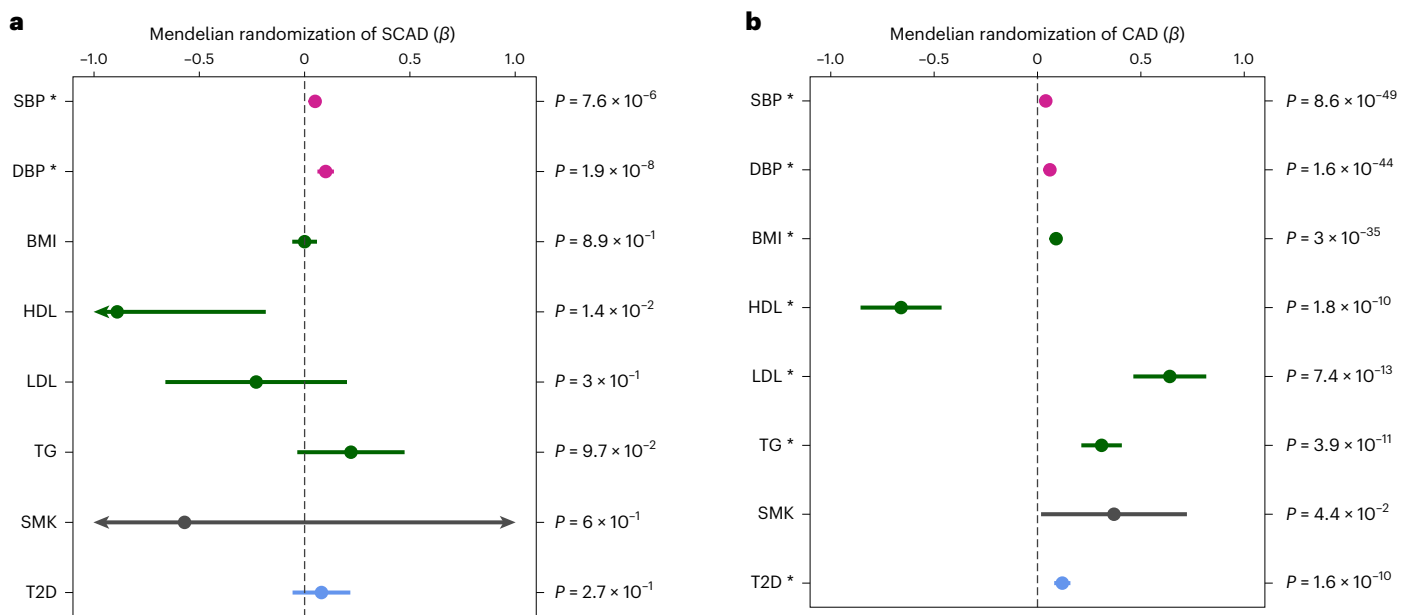 a
Mendelian randomization of SCAD (β)
−1.0 −0.5 0 0.5 1.0
SBP * P = 7.6 × 10⁻⁶
DBP * P = 1.9 × 10⁻⁸
BMI P = 8.9 × 10⁻¹
HDL P = 1.4 × 10⁻²
LDL P = 3 × 10⁻¹
TG P = 9.7 × 10⁻²
SMK P = 6 × 10⁻¹
T2D P = 2.7 × 10⁻¹
b
Mendelian randomization of CAD (β)
−1.0 −0.5 0 0.5 1.0
SBP * P = 8.6 × 10⁻⁴⁹
DBP * P = 1.6 × 10⁻⁴⁴
BMI * P = 3 × 10⁻³⁵
HDL * P = 1.8 × 10⁻¹⁰
LDL * P = 7.4 × 10⁻¹³
TG * P = 3.9 × 10⁻¹¹
SMK P = 4.4 × 10⁻²
T2D * P = 1.6 × 10⁻¹⁰